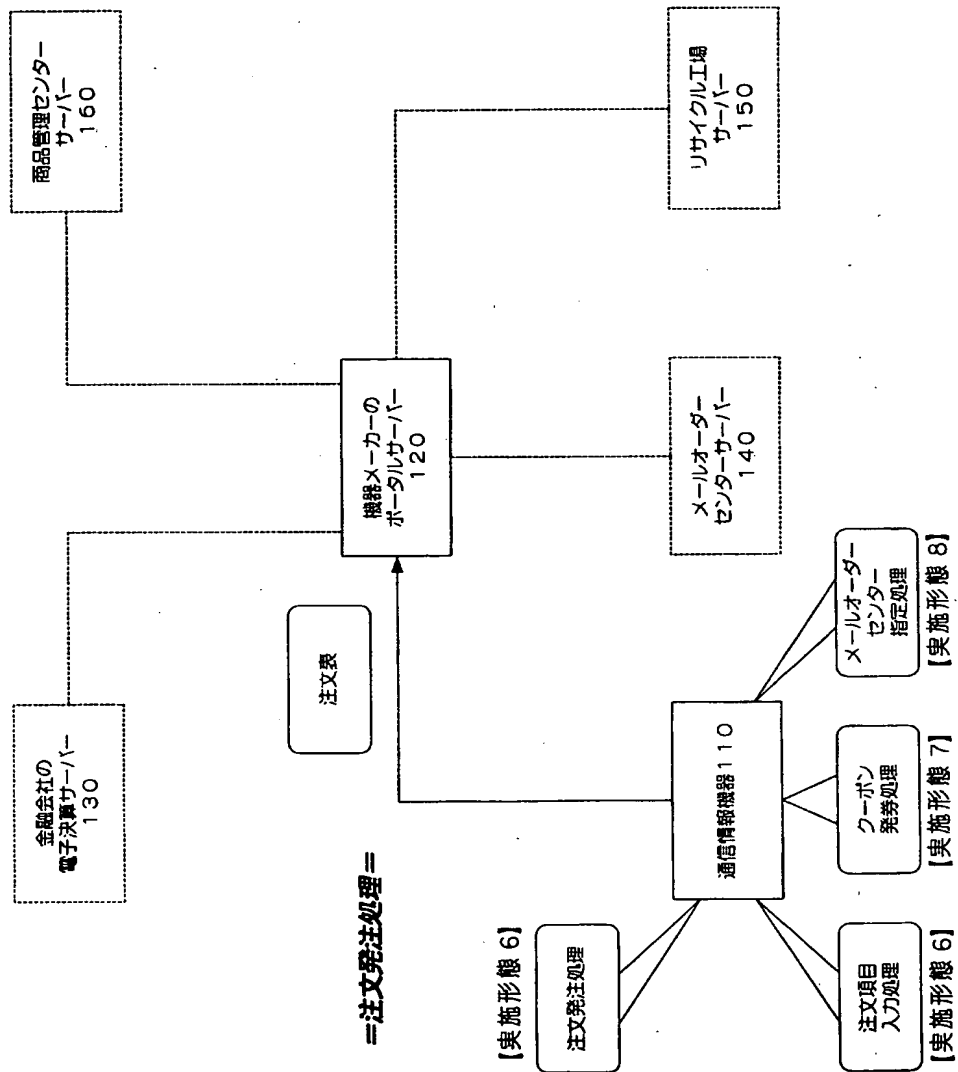 =注文発注処理=
金融会社の
電子決算サーバー
130
商品管理センター
サーバー
160
注文表
機器メーカーの
ポータルサーバー
120
【実施形態 6】
注文発注処理
通信情報機器110
メールオーダー
センターサーバー
140
リサイクル工場
サーバー
150
注文項目
入力処理
【実施形態 6】
クーポン
発券処理
【実施形態 7】
メールオーダー
センター
指定処理
【実施形態 8】